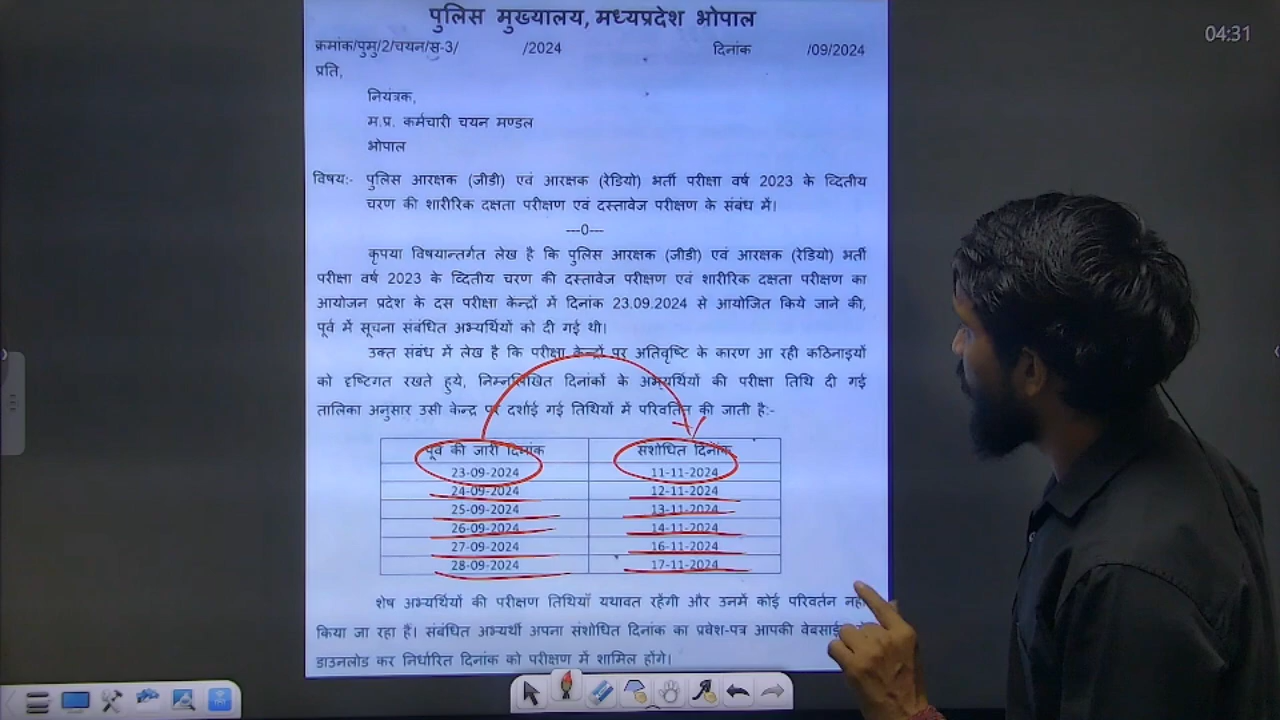 पुलिस मुख्यालय, मध्यप्रदेश भोपाल
क्रमांक/पुमु/2/चयन/सु-3/ /2024 दिनांक /09/2024
04:31
प्रति,
नियंत्रक,
म.प्र. कर्मचारी चयन मण्डल
भोपाल
विषयः- पुलिस आरक्षक (जीडी) एवं आरक्षक (रेडियो) भर्ती परीक्षा वर्ष 2023 के व्दितीय
चरण की शारीरिक दक्षता परीक्षण एवं दस्तावेज परीक्षण के संबंध में।
---0---
कृपया विषयान्तर्गत लेख है कि पुलिस आरक्षक (जीडी) एवं आरक्षक (रेडियो) भर्ती
परीक्षा वर्ष 2023 के व्दितीय चरण की दस्तावेज परीक्षण एवं शारीरिक दक्षता परीक्षण का
आयोजन प्रदेश के दस परीक्षा केन्द्रों में दिनांक 23.09.2024 से आयोजित किये जाने की,
पूर्व में सूचना संबंधित अभ्यर्थियों को दी गई थी।
उक्त संबंध में लेख है कि परीक्षा केन्द्रों पर अतिवृष्टि के कारण आ रही कठिनाइयों
को दृष्टिगत रखते हुये, निम्नलिखित दिनांकों के अभ्यर्थियों की परीक्षा तिथि दी गई
तालिका अनुसार उसी केन्द्र पर दर्शाई गई तिथियों में परिवर्तित की जाती है:-
पूर्व की जारी दिनांक संशोधित दिनांक
23-09-2024 11-11-2024
24-09-2024 12-11-2024
25-09-2024 13-11-2024
26-09-2024 14-11-2024
27-09-2024 16-11-2024
28-09-2024 17-11-2024
शेष अभ्यर्थियों की परीक्षण तिथियाँ यथावत रहेंगी और उनमें कोई परिवर्तन नहीं
किया जा रहा है। संबंधित अभ्यर्थी अपना संशोधित दिनांक का प्रवेश-पत्र आपकी
डाउनलोड कर निर्धारित दिनांक को परीक्षण में शामिल होंगे।